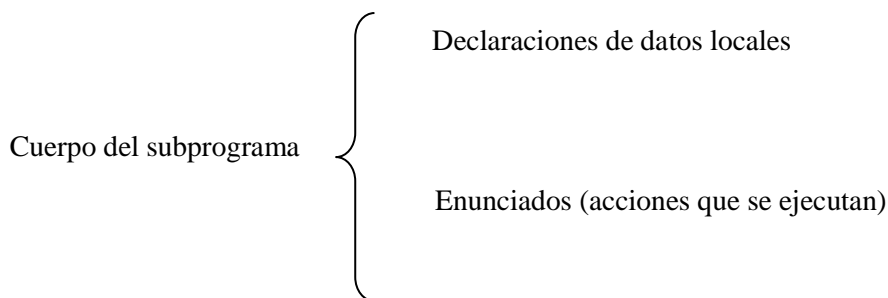 Declaraciones de datos locales
Cuerpo del subprograma
Enunciados (acciones que se ejecutan)